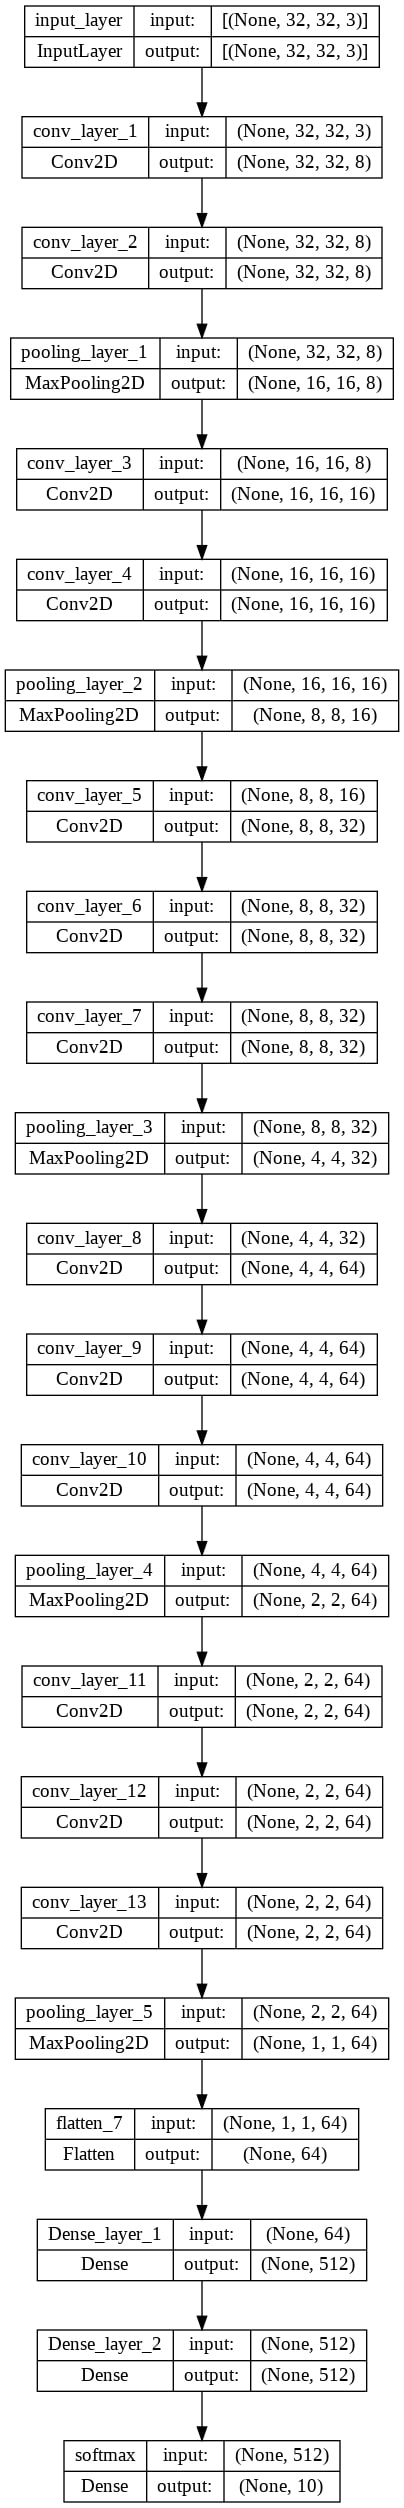 input_layer input: [(None, 32, 32, 3)]
InputLayer output: [(None, 32, 32, 3)]
conv_layer_1 input: (None, 32, 32, 3)
Conv2D output: (None, 32, 32, 8)
conv_layer_2 input: (None, 32, 32, 8)
Conv2D output: (None, 32, 32, 8)
pooling_layer_1 input: (None, 32, 32, 8)
MaxPooling2D output: (None, 16, 16, 8)
conv_layer_3 input: (None, 16, 16, 8)
Conv2D output: (None, 16, 16, 16)
conv_layer_4 input: (None, 16, 16, 16)
Conv2D output: (None, 16, 16, 16)
pooling_layer_2 input: (None, 16, 16, 16)
MaxPooling2D output: (None, 8, 8, 16)
conv_layer_5 input: (None, 8, 8, 16)
Conv2D output: (None, 8, 8, 32)
conv_layer_6 input: (None, 8, 8, 32)
Conv2D output: (None, 8, 8, 32)
conv_layer_7 input: (None, 8, 8, 32)
Conv2D output: (None, 8, 8, 32)
pooling_layer_3 input: (None, 8, 8, 32)
MaxPooling2D output: (None, 4, 4, 32)
conv_layer_8 input: (None, 4, 4, 32)
Conv2D output: (None, 4, 4, 64)
conv_layer_9 input: (None, 4, 4, 64)
Conv2D output: (None, 4, 4, 64)
conv_layer_10 input: (None, 4, 4, 64)
Conv2D output: (None, 4, 4, 64)
pooling_layer_4 input: (None, 4, 4, 64)
MaxPooling2D output: (None, 2, 2, 64)
conv_layer_11 input: (None, 2, 2, 64)
Conv2D output: (None, 2, 2, 64)
conv_layer_12 input: (None, 2, 2, 64)
Conv2D output: (None, 2, 2, 64)
conv_layer_13 input: (None, 2, 2, 64)
Conv2D output: (None, 2, 2, 64)
pooling_layer_5 input: (None, 2, 2, 64)
MaxPooling2D output: (None, 1, 1, 64)
flatten_7 input: (None, 1, 1, 64)
Flatten output: (None, 64)
Dense_layer_1 input: (None, 64)
Dense output: (None, 512)
Dense_layer_2 input: (None, 512)
Dense output: (None, 512)
softmax input: (None, 512)
Dense output: (None, 10)